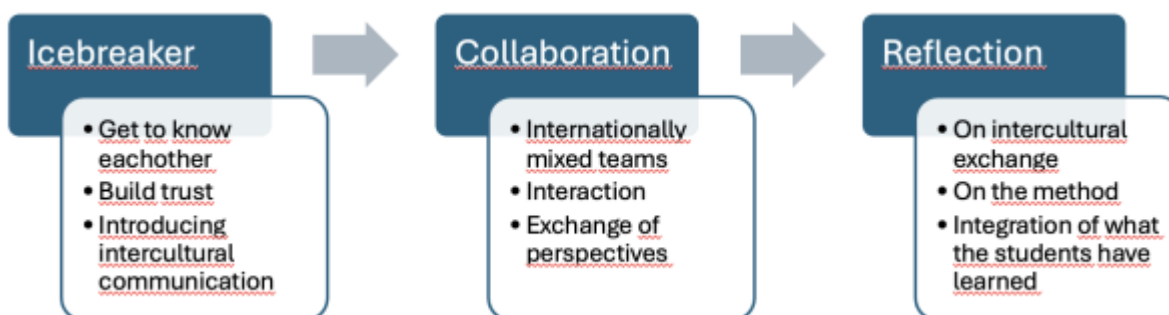 Icebreaker
• Get to know
eachother
• Build trust
• Introducing
intercultural
communication
Collaboration
• Internationally
mixed teams
• Interaction
• Exchange of
perspectives
Reflection
• On intercultural
exchange
• On the method
• Integration of what
the students have
learned